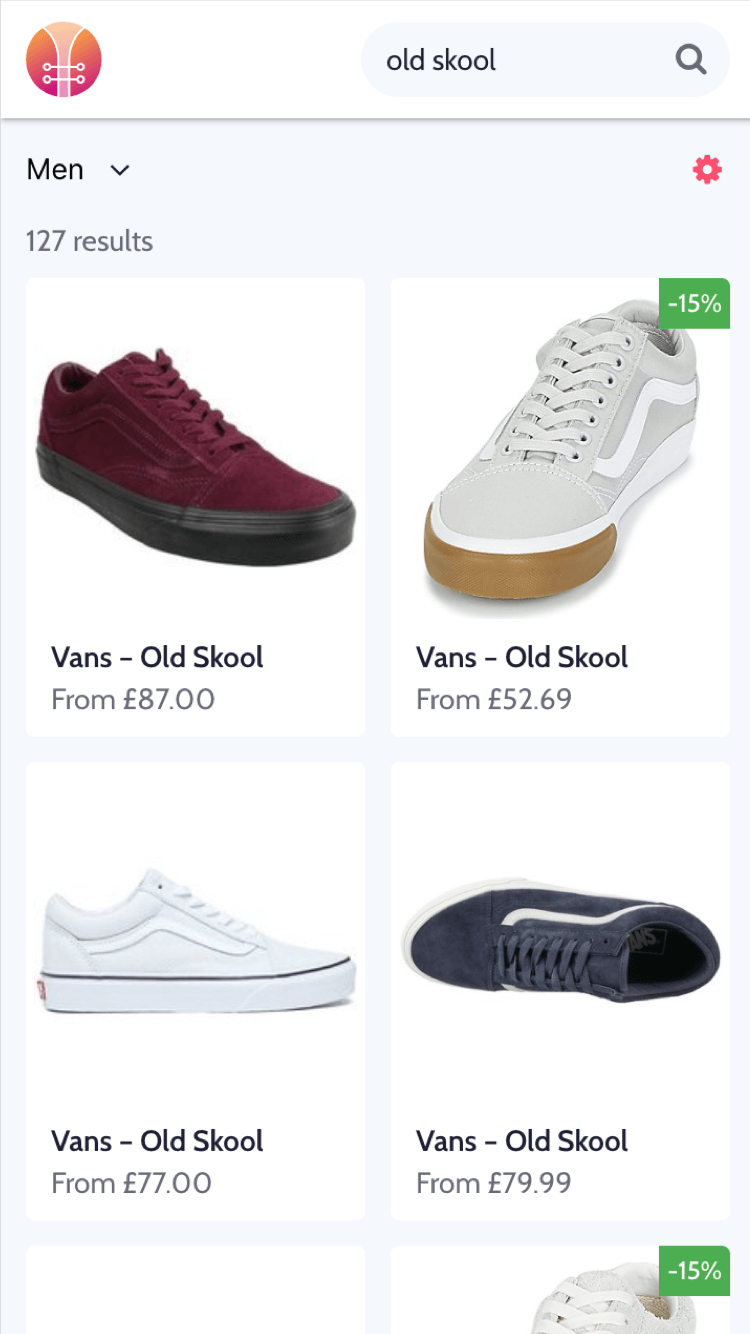 old skool
Men
127 results
-15%
Vans – Old Skool
From £87.00
Vans – Old Skool
From £52.69
VANS
Vans – Old Skool
From £77.00
Vans – Old Skool
From £79.99
-15%